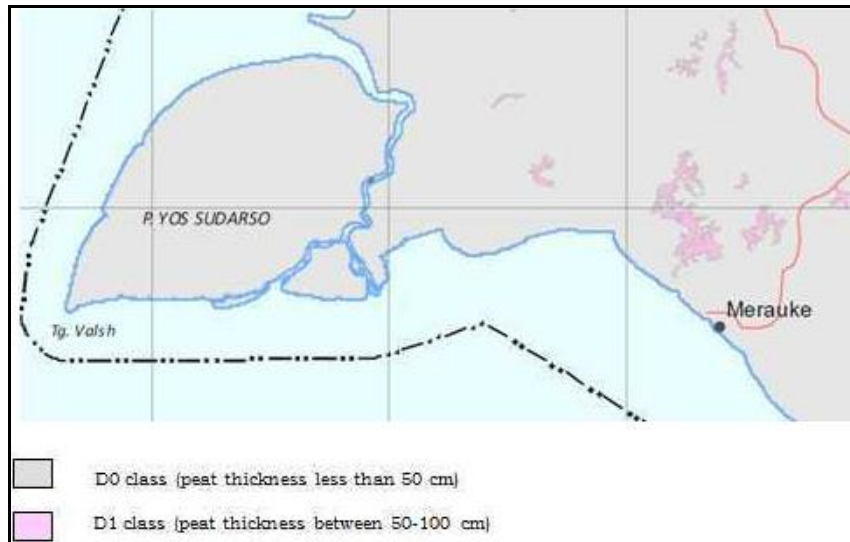 P. YOS SUDARSO
Tg. Valsh
Merauke
D0 class (peat thickness less than 50 cm)
D1 class (peat thickness between 50-100 cm)